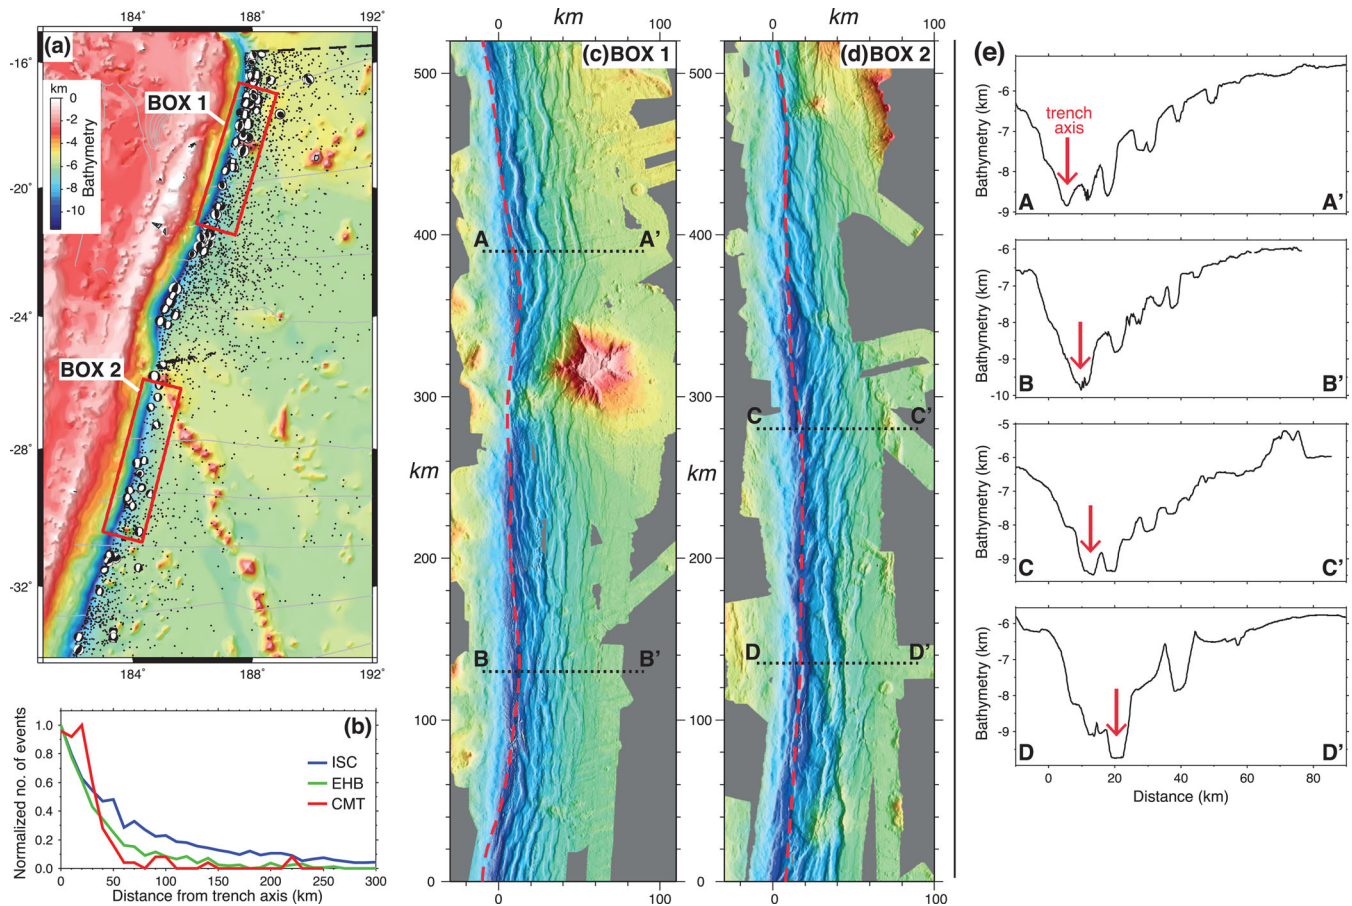 184° 188° 192°
(a)
-16°
-20°
-24°
-28°
-32°
km
0
-2
-4
-6
-8
-10
Bathymetry
BOX 1
BOX 2
184° 188° 192°
(b)
Normalized no. of events
1.0
0.8
0.6
0.4
0.2
0.0
ISC
EHB
CMT
0 50 100 150 200 250 300
Distance from trench axis (km)
km
0 100
(c) BOX 1
500
400
300
km
200
100
0
A A'
B B'
0 100
km
0 100
(d) BOX 2
500
400
300
km
200
100
0
C C'
D D'
0 100
(e)
Bathymetry (km)
-6
-7
-8
-9
trench
axis
A A'
Bathymetry (km)
-6
-7
-8
-9
-10
B B'
Bathymetry (km)
-5
-6
-7
-8
-9
C C'
Bathymetry (km)
-6
-7
-8
-9
D D'
0 20 40 60 80
Distance (km)